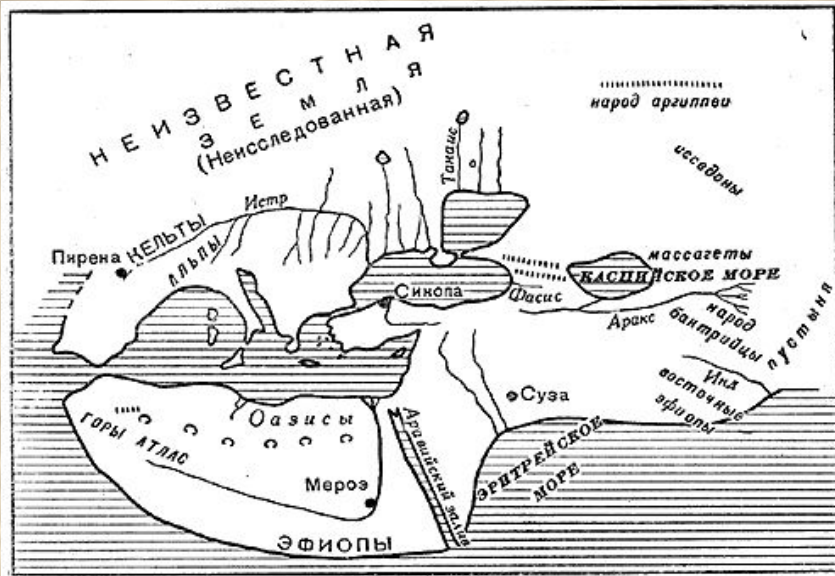 НЕИЗВЕСТНАЯ
ЗЕМЛЯ
(Неисследованная)
народ аргиппеи
исседоны
Танаис
Истр
Пирена
КЕЛЬТЫ
АЛЬПЫ
массагеты
КАСПИЙСКОЕ МОРЕ
Синопа
Фасис
Аракс
народ
бактрийцы
пустыня
Инд
восточные
эфиопы
Суза
Оазисы
ГОРЫ АТЛАС
Аравийский залив
ЭРИТРЕЙСКОЕ
МОРЕ
Мероэ
ЭФИОПЫ